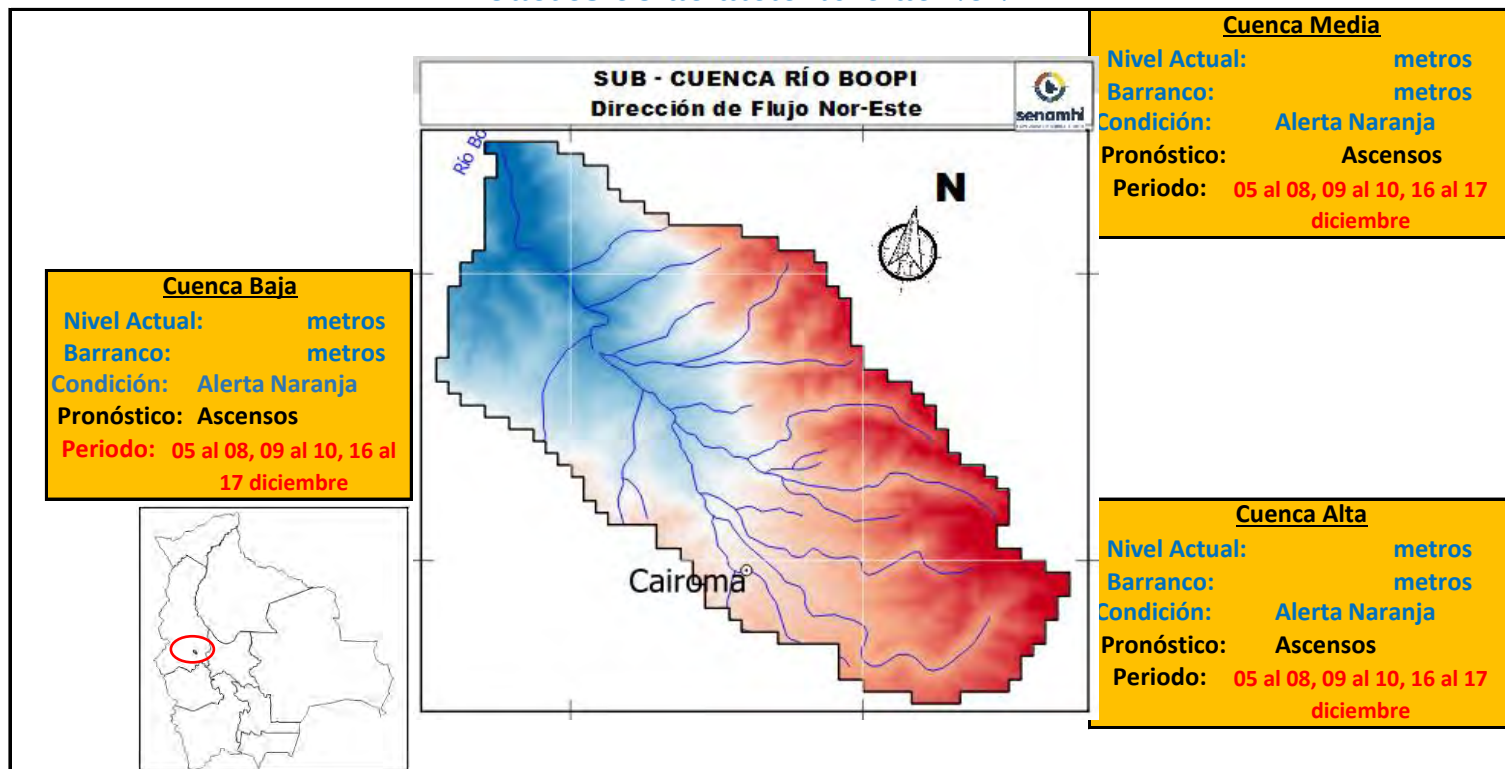 SUB - CUENCA RÍO BOOPI
Dirección de Flujo Nor-Este
senamhi
Río
N
Cairoma
Cuenca Media
Nivel Actual: metros
Barranco: metros
Condición: Alerta Naranja
Pronóstico: Ascensos
Periodo: 05 al 08, 09 al 10, 16 al 17
diciembre
Cuenca Baja
Nivel Actual: metros
Barranco: metros
Condición: Alerta Naranja
Pronóstico: Ascensos
Periodo: 05 al 08, 09 al 10, 16 al
17 diciembre
Cuenca Alta
Nivel Actual: metros
Barranco: metros
Condición: Alerta Naranja
Pronóstico: Ascensos
Periodo: 05 al 08, 09 al 10, 16 al 17
diciembre